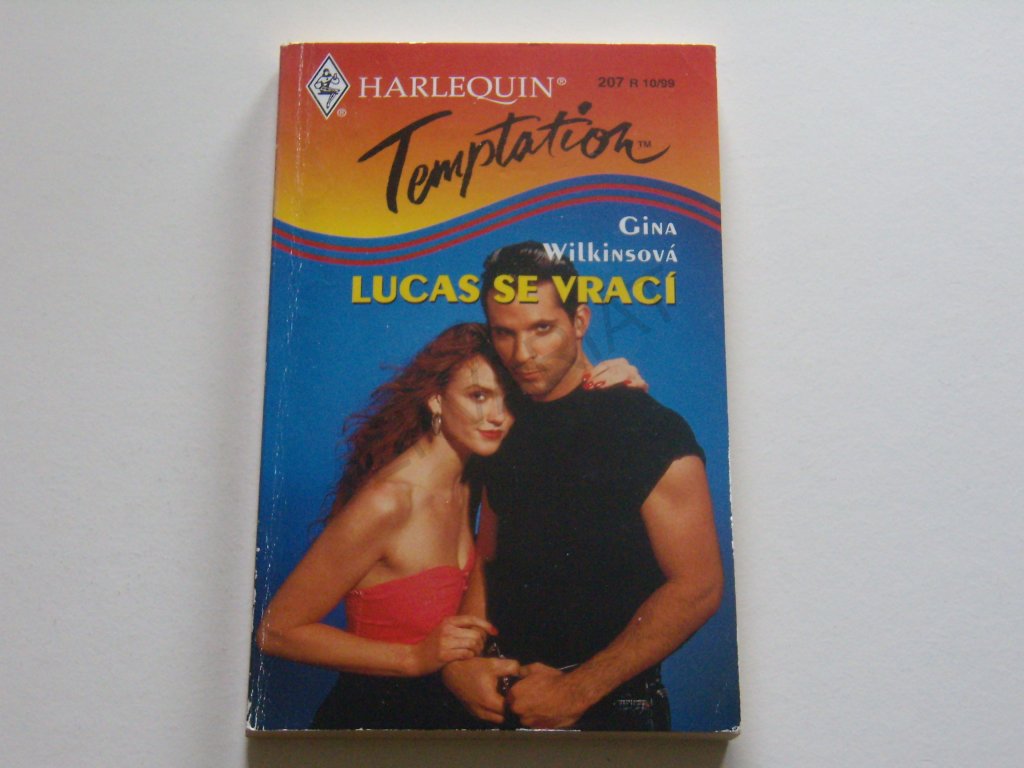 HARLEQUIN®
207 R 10/99
Temptation™
GINA
WILKINSOVÁ
LUCAS SE VRACÍ